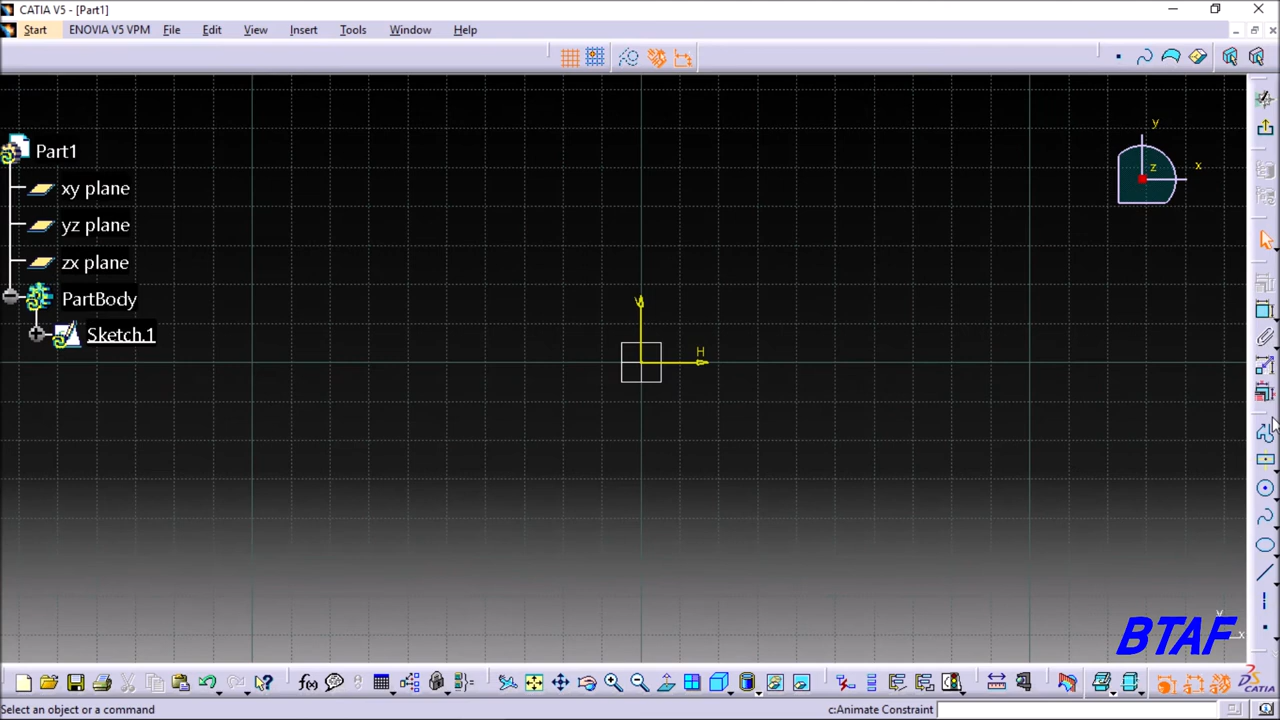 CATIA V5 - [Part1]
Start ENOVIA V5 VPM File Edit View Insert Tools Window Help
y
x
z
Part1
xy plane
yz plane
zx plane
PartBody
Sketch.1
V
H
y
x
BTAF
f(x)
CATIA
Select an object or a command
c:Animate Constraint